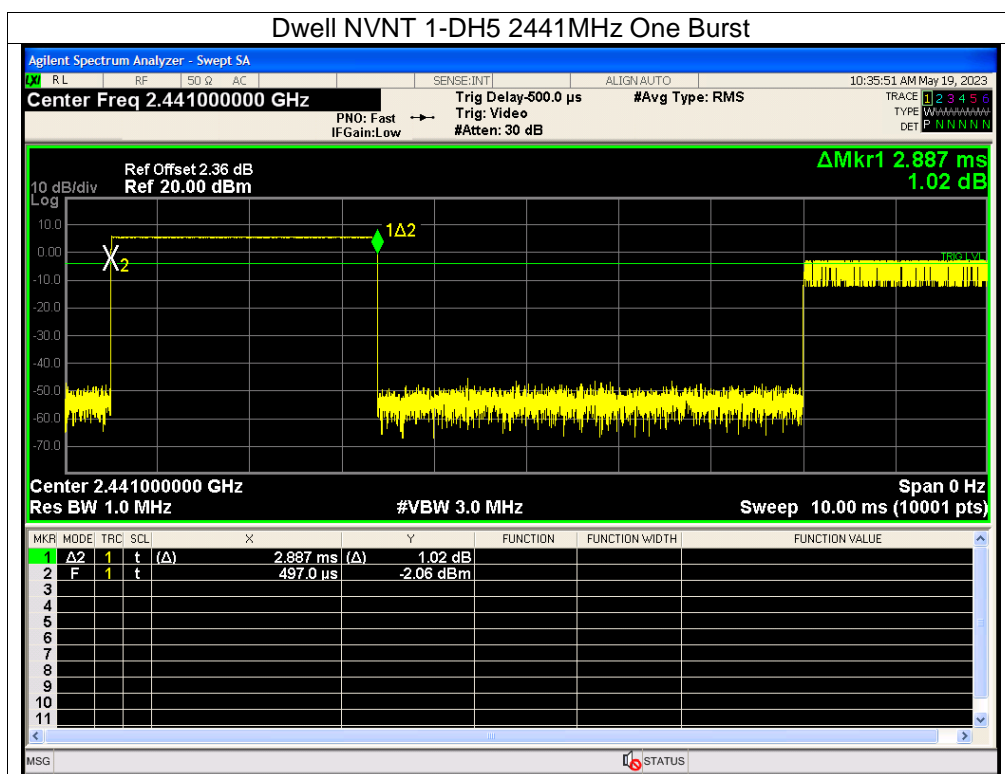 Dwell NVNT 1-DH5 2441MHz One Burst
Agilent Spectrum Analyzer - Swept SA
LXI RL RF 50 Ω AC SENSE:INT ALIGN AUTO 10:35:51 AM May 19, 2023
Center Freq 2.441000000 GHz Trig Delay-500.0 µs #Avg Type: RMS TRACE 1 2 3 4 5 6
PNO: Fast Trig: Video TYPE WWWWWW
IFGain:Low #Atten: 30 dB DET P N N N N N
ΔMkr1 2.887 ms
1.02 dB
Ref Offset 2.36 dB
10 dB/div Ref 20.00 dBm
Log
10.0
1Δ2
0.00
TRIG LVL
X2
-10.0
-20.0
-30.0
-40.0
-50.0
-60.0
-70.0
Center 2.441000000 GHz Span 0 Hz
Res BW 1.0 MHz #VBW 3.0 MHz Sweep 10.00 ms (10001 pts)
MKR MODE TRC SCL X Y FUNCTION FUNCTION WIDTH FUNCTION VALUE
1 Δ2 1 t (Δ) 2.887 ms (Δ) 1.02 dB
2 F 1 t 497.0 µs -2.06 dBm
3
4
5
6
7
8
9
10
11
MSG STATUS